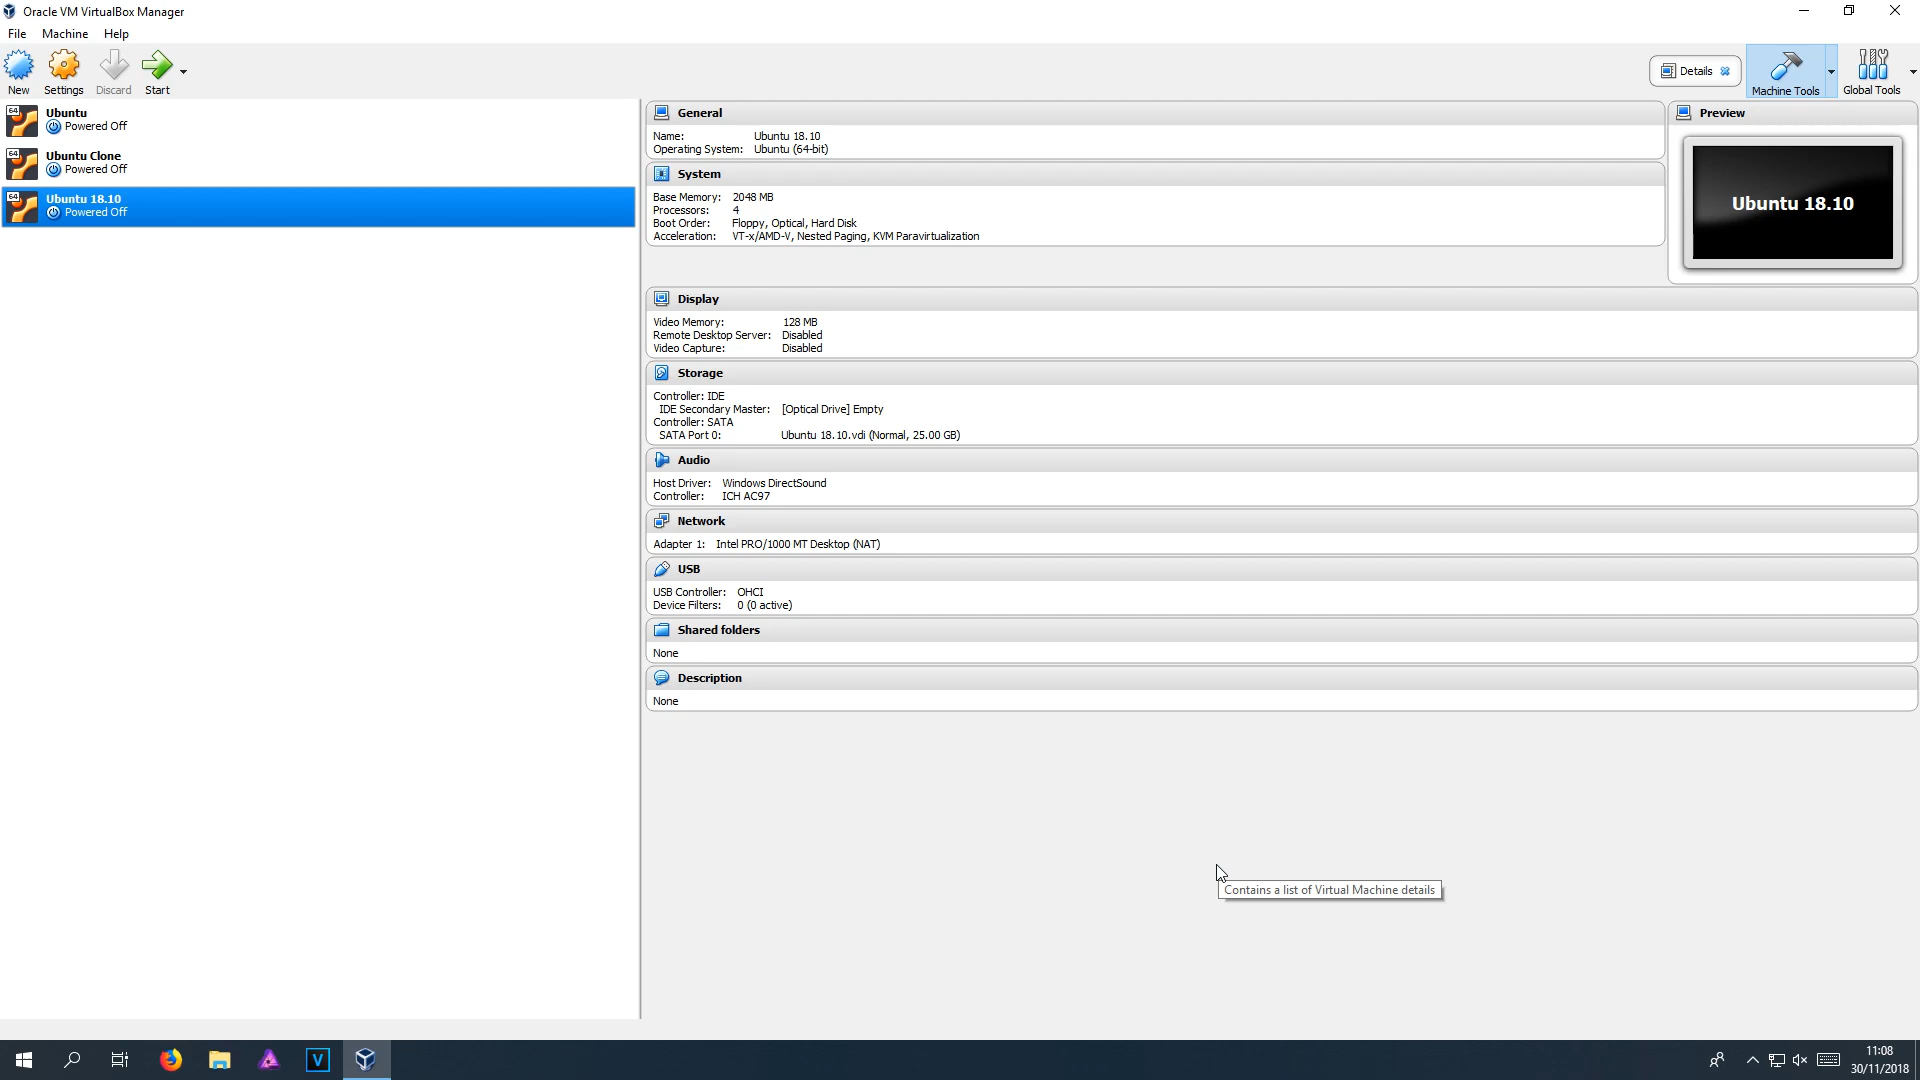 Oracle VM VirtualBox Manager
File Machine Help
New Settings Discard Start
Details
Machine Tools
Global Tools
64
Ubuntu
Powered Off
64
Ubuntu Clone
Powered Off
64
Ubuntu 18.10
Powered Off
General
Name: Ubuntu 18.10
Operating System: Ubuntu (64-bit)
Preview
Ubuntu 18.10
System
Base Memory: 2048 MB
Processors: 4
Boot Order: Floppy, Optical, Hard Disk
Acceleration: VT-x/AMD-V, Nested Paging, KVM Paravirtualization
Display
Video Memory: 128 MB
Remote Desktop Server: Disabled
Video Capture: Disabled
Storage
Controller: IDE
IDE Secondary Master: [Optical Drive] Empty
Controller: SATA
SATA Port 0: Ubuntu 18.10.vdi (Normal, 25.00 GB)
Audio
Host Driver: Windows DirectSound
Controller: ICH AC97
Network
Adapter 1: Intel PRO/1000 MT Desktop (NAT)
USB
USB Controller: OHCI
Device Filters: 0 (0 active)
Shared folders
None
Description
None
Contains a list of Virtual Machine details
V
11:08
30/11/2018